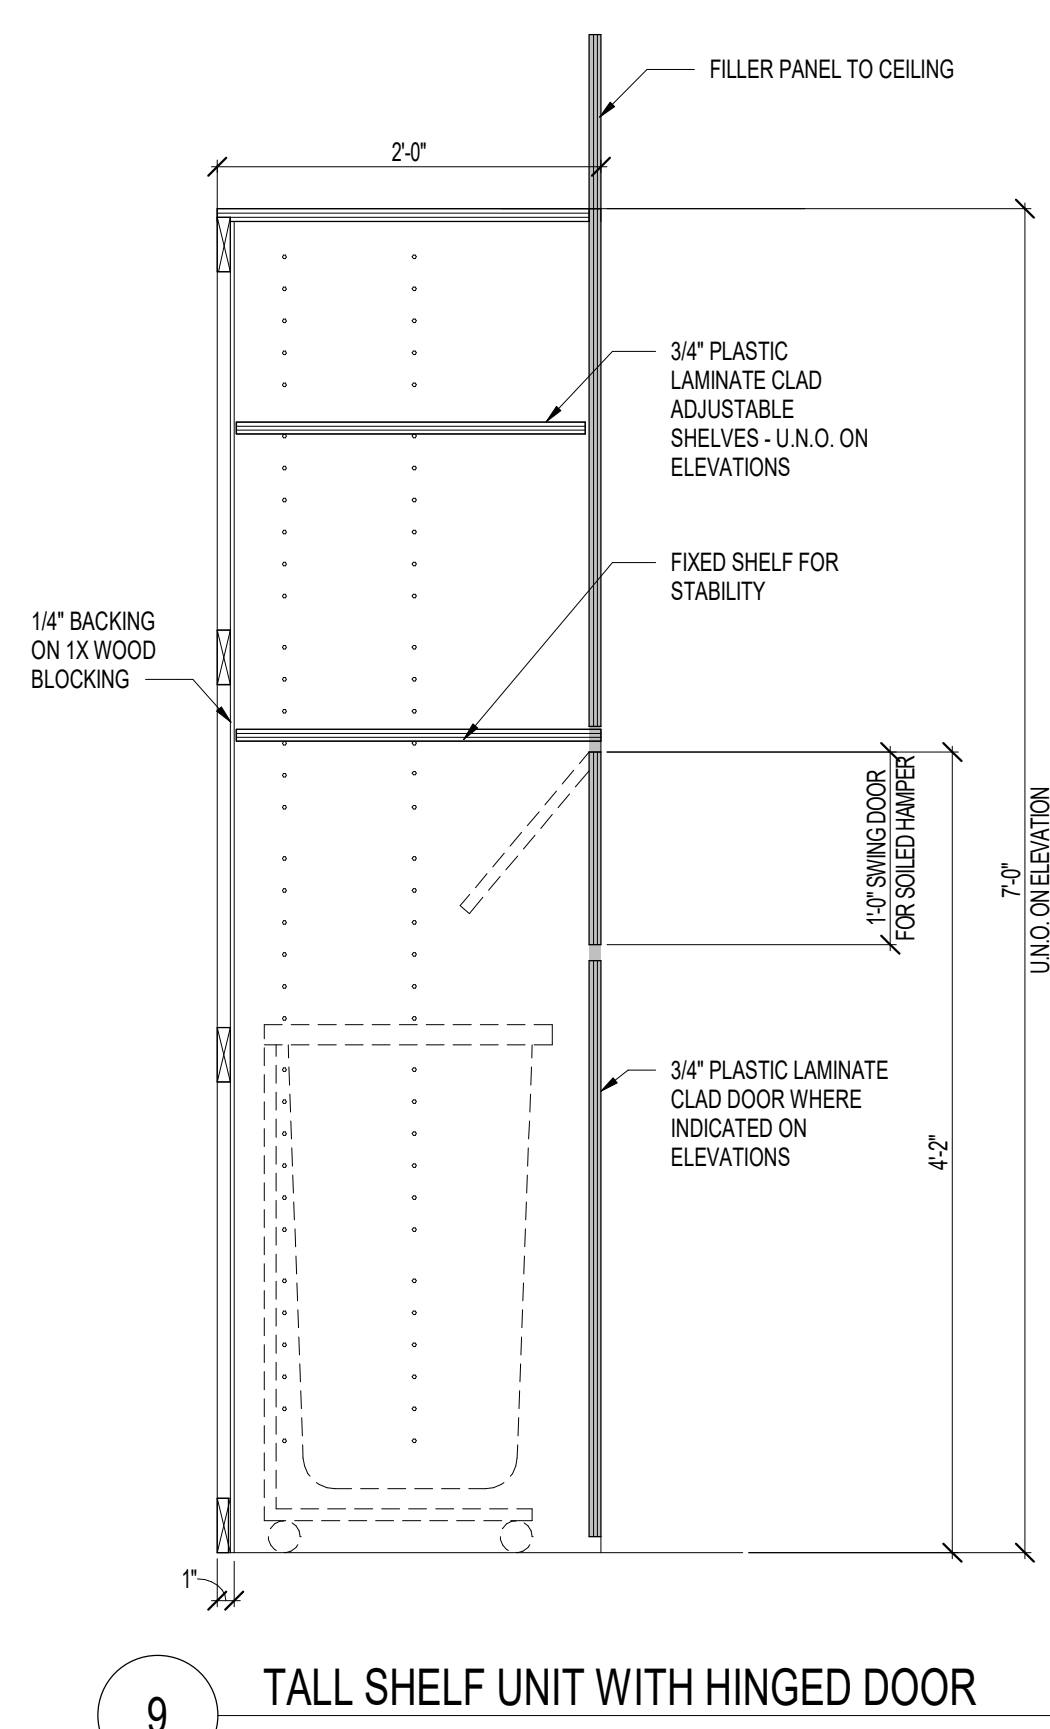 FILLER PANEL TO CEILING
2'-0"
3/4" PLASTIC
LAMINATE CLAD
ADJUSTABLE
SHELVES - U.N.O. ON
ELEVATIONS
FIXED SHELF FOR
STABILITY
1/4" BACKING
ON 1X WOOD
BLOCKING
1'-0" SWING DOOR
FOR SOILED HAMPER
7'-0"
U.N.O. ON ELEVATION
3/4" PLASTIC LAMINATE
CLAD DOOR WHERE
INDICATED ON
ELEVATIONS
4'-2"
1"
9
TALL SHELF UNIT WITH HINGED DOOR